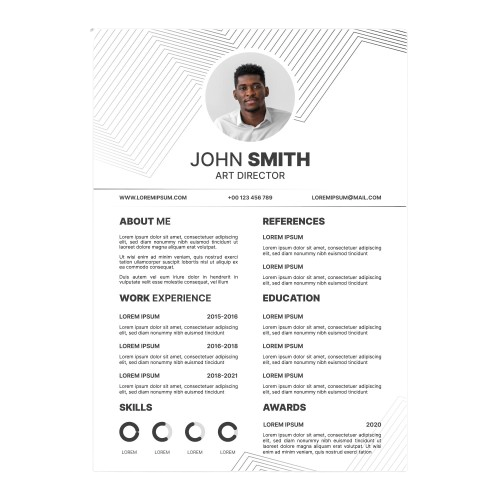 JOHN SMITH
ART DIRECTOR
WWW.LOREMIPSUM.COM +00 123 456 789 LOREMIPSUM@MAIL.COM
ABOUT ME
Lorem ipsum dolor sit amet, consectetuer adipiscing
elit, sed diam nonummy nibh euismod tincidunt ut
laoreet dolore magna aliquam erat volutpat.
Ut wisi enim ad minim veniam, quis nostrud exerci
tation ullamcorper suscipit lobortis nisl ut aliquip ex
ea commodo consequat.
Duis autem vel eum iriure dolor in hendrerit in
vulputate velit esse molestie consequat, vel illum
WORK EXPERIENCE
LOREM IPSUM 2015-2016
Lorem ipsum dolor sit amet, consectetuer adipiscing
elit, sed diam nonummy nibh euismod tincidunt
LOREM IPSUM 2016-2018
Lorem ipsum dolor sit amet, consectetuer adipiscing
elit, sed diam nonummy nibh euismod tincidunt
LOREM IPSUM 2018-2021
Lorem ipsum dolor sit amet, consectetuer adipiscing
elit, sed diam nonummy nibh euismod tincidunt
SKILLS
LOREM LOREM LOREM LOREM
REFERENCES
LOREM IPSUM
Lorem ipsum dolor sit amet, consectetuer adipiscing
elit, sed diam nonummy nibh euismod tincidunt
LOREM IPSUM
Lorem ipsum dolor sit amet, consectetuer adipiscing
elit, sed diam nonummy nibh euismod tincidunt
EDUCATION
LOREM IPSUM
Lorem ipsum dolor sit amet, consectetuer adipiscing
elit, sed diam nonummy nibh euismod tincidunt
LOREM IPSUM
Lorem ipsum dolor sit amet, consectetuer adipiscing
elit, sed diam nonummy nibh euismod tincidunt
LOREM IPSUM
Lorem ipsum dolor sit amet, consectetuer adipiscing
elit, sed diam nonummy nibh euismod tincidunt
AWARDS
LOREM IPSUM 2020
Lorem ipsum dolor sit amet, consectetuer adipiscing
elit, sed diam nonummy nibh euismod tincidunt ut
laoreet dolore magna aliquam erat volutpat.
Lorem ipsum dolor sit amet, consectetuer adipiscing